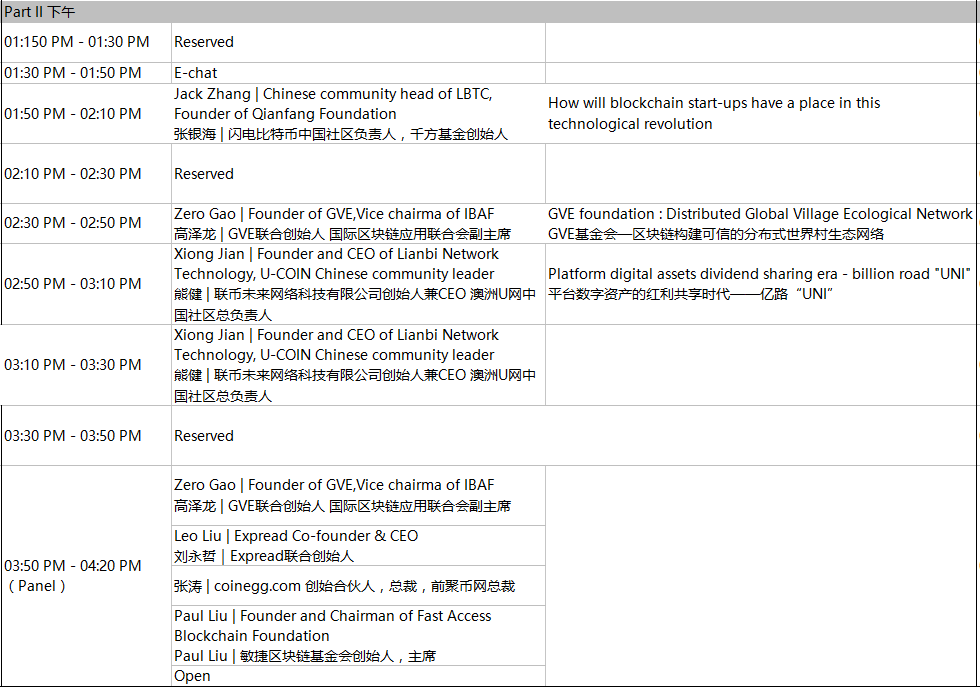 Part II 下午
01:150 PM - 01:30 PM Reserved
01:30 PM - 01:50 PM E-chat
01:50 PM - 02:10 PM
Jack Zhang | Chinese community head of LBTC,
Founder of Qianfang Foundation
张银海 | 闪电比特币中国社区负责人，千方基金创始人
How will blockchain start-ups have a place in this
technological revolution
02:10 PM - 02:30 PM Reserved
02:30 PM - 02:50 PM
Zero Gao | Founder of GVE,Vice chairma of IBAF
高泽龙 | GVE联合创始人 国际区块链应用联合会副主席
GVE foundation : Distributed Global Village Ecological Network
GVE基金会—区块链构建可信的分布式世界村生态网络
02:50 PM - 03:10 PM
Xiong Jian | Founder and CEO of Lianbi Network
Technology, U-COIN Chinese community leader
熊健 | 联币未来网络科技有限公司创始人兼CEO 澳洲U网中
国社区总负责人
Platform digital assets dividend sharing era - billion road "UNI"
平台数字资产的红利共享时代——亿路“UNI”
03:10 PM - 03:30 PM
Xiong Jian | Founder and CEO of Lianbi Network
Technology, U-COIN Chinese community leader
熊健 | 联币未来网络科技有限公司创始人兼CEO 澳洲U网中
国社区总负责人
03:30 PM - 03:50 PM Reserved
03:50 PM - 04:20 PM
（Panel）
Zero Gao | Founder of GVE,Vice chairma of IBAF
高泽龙 | GVE联合创始人 国际区块链应用联合会副主席
Leo Liu | Expread Co-founder & CEO
刘永哲 | Expread联合创始人
张涛 | coinegg.com 创始合伙人，总裁，前聚币网总裁
Paul Liu | Founder and Chairman of Fast Access
Blockchain Foundation
Paul Liu | 敏捷区块链基金会创始人，主席
Open